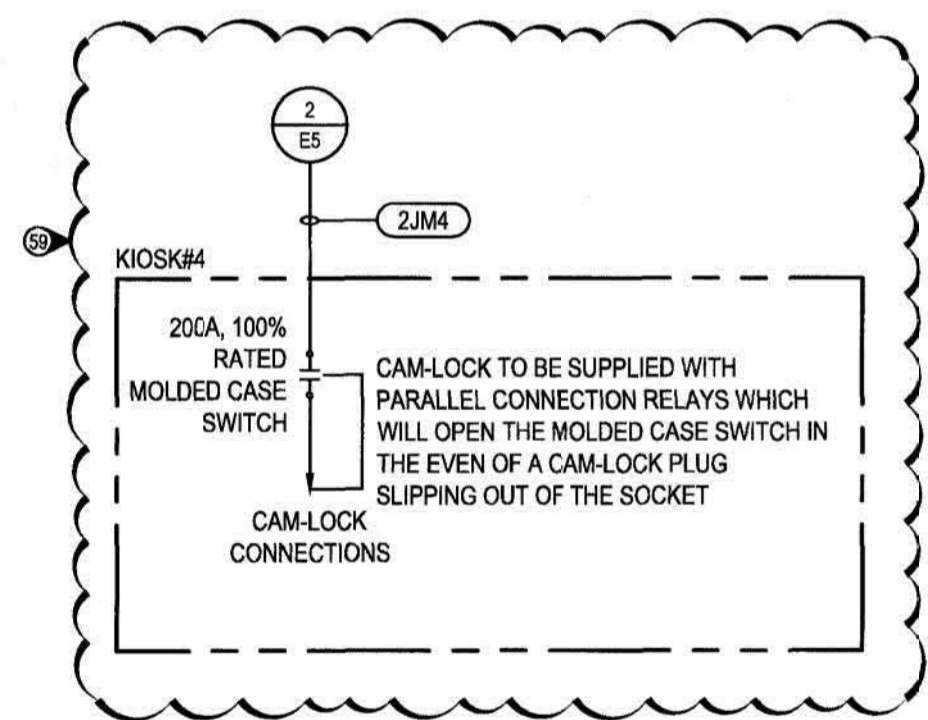 2
E5
2JM4
59
KIOSK#4
200A, 100%
RATED
MOLDED CASE
SWITCH
CAM-LOCK TO BE SUPPLIED WITH
PARALLEL CONNECTION RELAYS WHICH
WILL OPEN THE MOLDED CASE SWITCH IN
THE EVEN OF A CAM-LOCK PLUG
SLIPPING OUT OF THE SOCKET
CAM-LOCK
CONNECTIONS